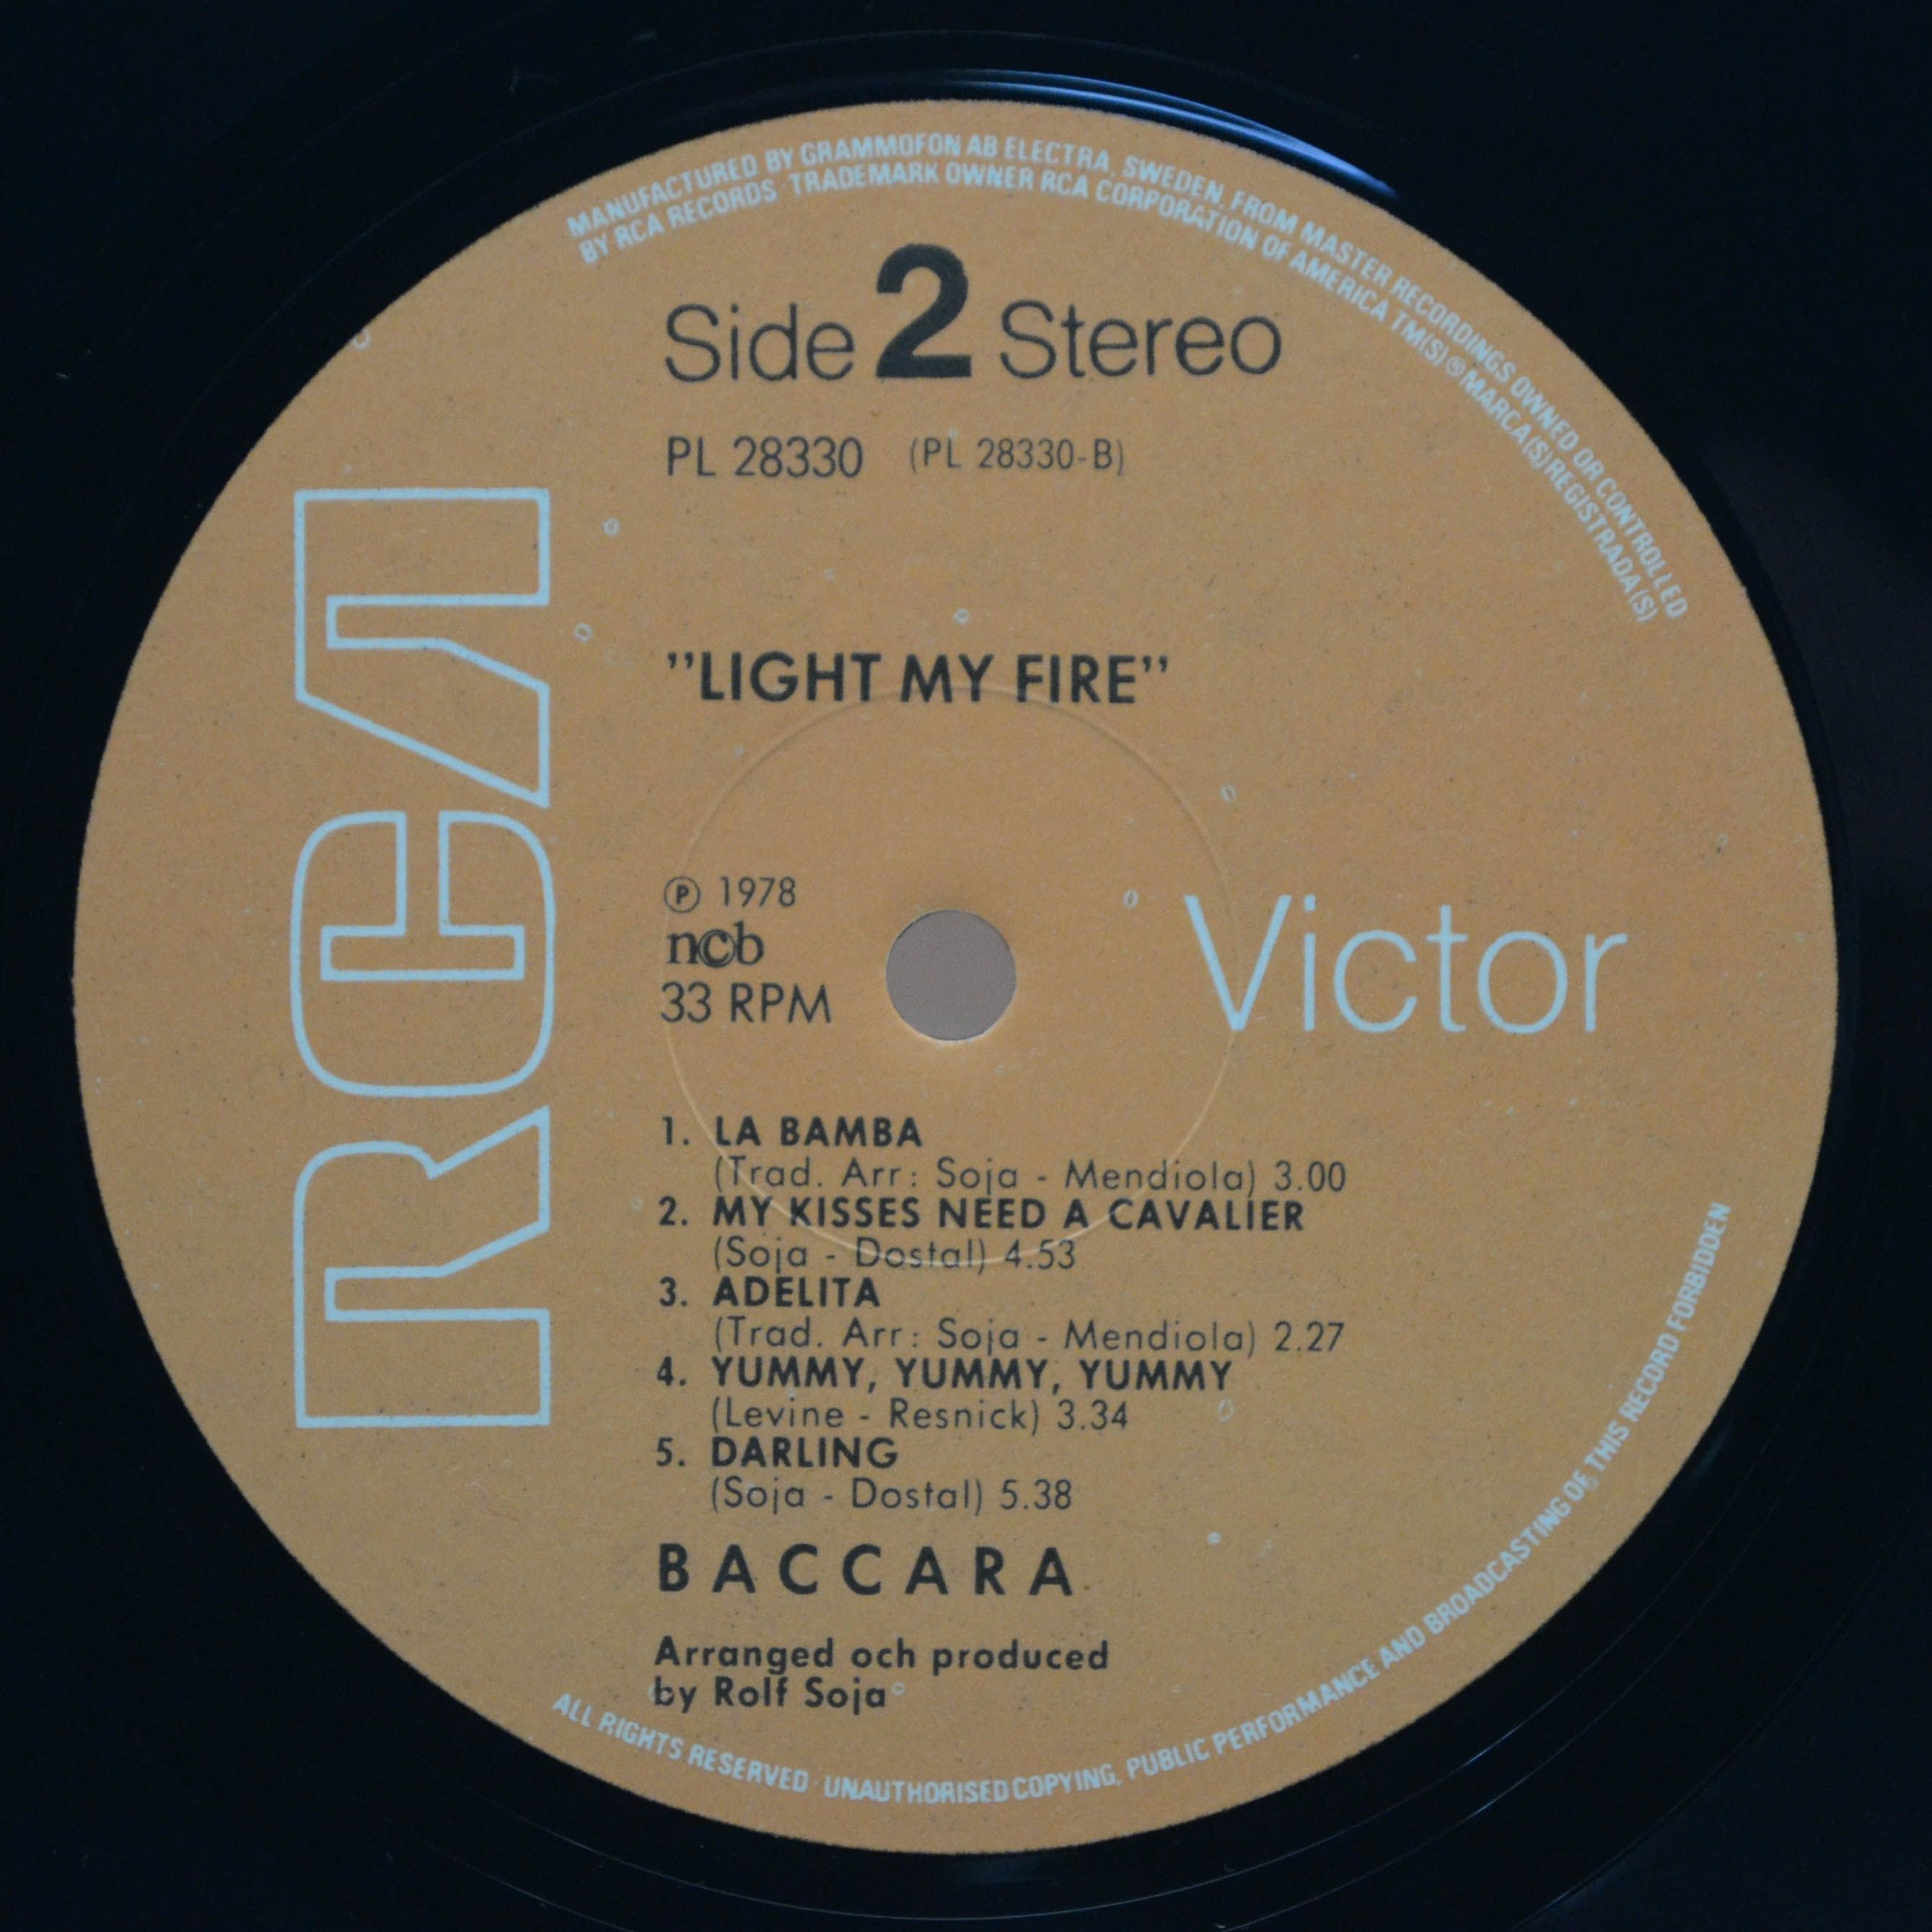 MANUFACTURED BY GRAMMOFON AB ELECTRA, SWEDEN, FROM MASTER RECORDINGS OWNED OR CONTROLLED
BY RCA RECORDS · TRADEMARK OWNER RCA CORPORATION OF AMERICA TM(S) ® MARCA(S) REGISTRADA(S)
Side 2 Stereo
PL 28330 (PL 28330-B)
"LIGHT MY FIRE"
RCA
℗ 1978
ncb
33 RPM
Victor
1. LA BAMBA
(Trad. Arr: Soja - Mendiola) 3.00
2. MY KISSES NEED A CAVALIER
(Soja - Dostal) 4.53
3. ADELITA
(Trad. Arr: Soja - Mendiola) 2.27
4. YUMMY, YUMMY, YUMMY
(Levine - Resnick) 3.34
5. DARLING
(Soja - Dostal) 5.38
BACCARA
Arranged och produced
by Rolf Soja
ALL RIGHTS RESERVED · UNAUTHORISED COPYING, PUBLIC PERFORMANCE AND BROADCASTING OF THIS RECORD FORBIDDEN